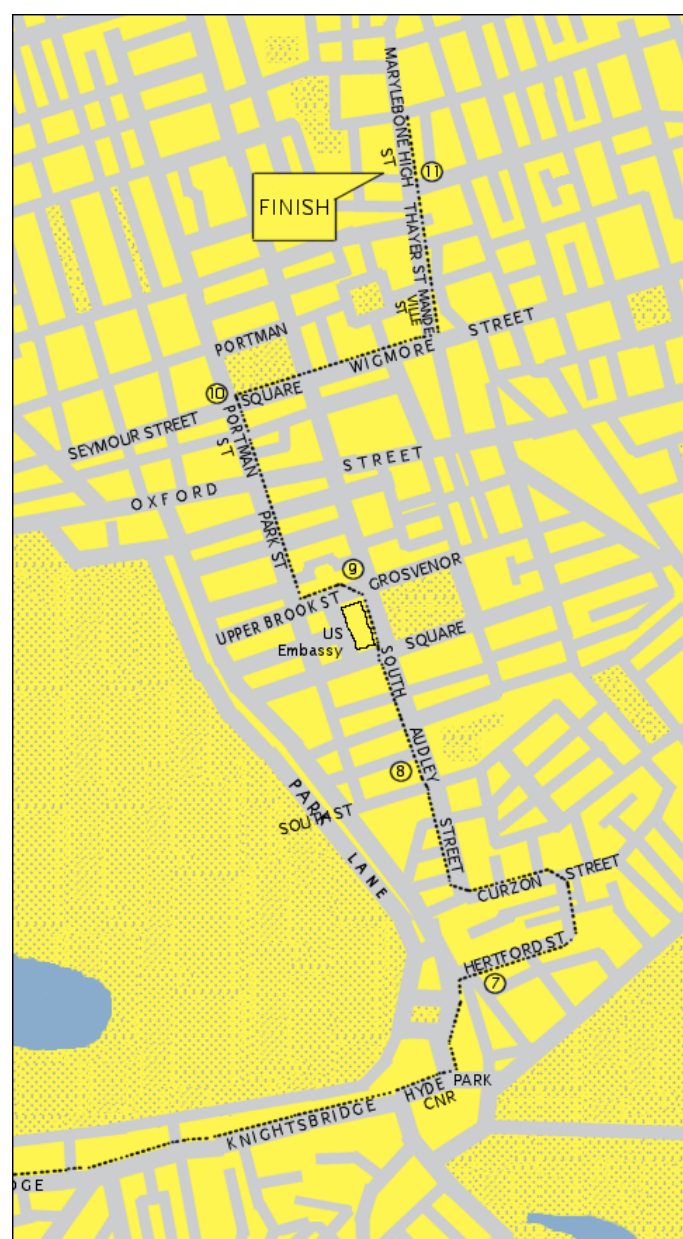 MARYLEBONE HIGH
ST
11
FINISH
THAYER ST
MANDE
VILLE
ST
PORTMAN
STREET
WIGMORE
10
SQUARE
SEYMOUR STREET
PORTMAN
ST
STREET
OXFORD
PARK ST
9
GROSVENOR
UPPER BROOK ST
US
Embassy
SQUARE
SOUTH
AUDLEY
8
PARK
SOUTH ST
STREET
LANE
CURZON
STREET
HERTFORD ST
7
HYDE PARK
CNR
KNIGHTSBRIDGE
DGE